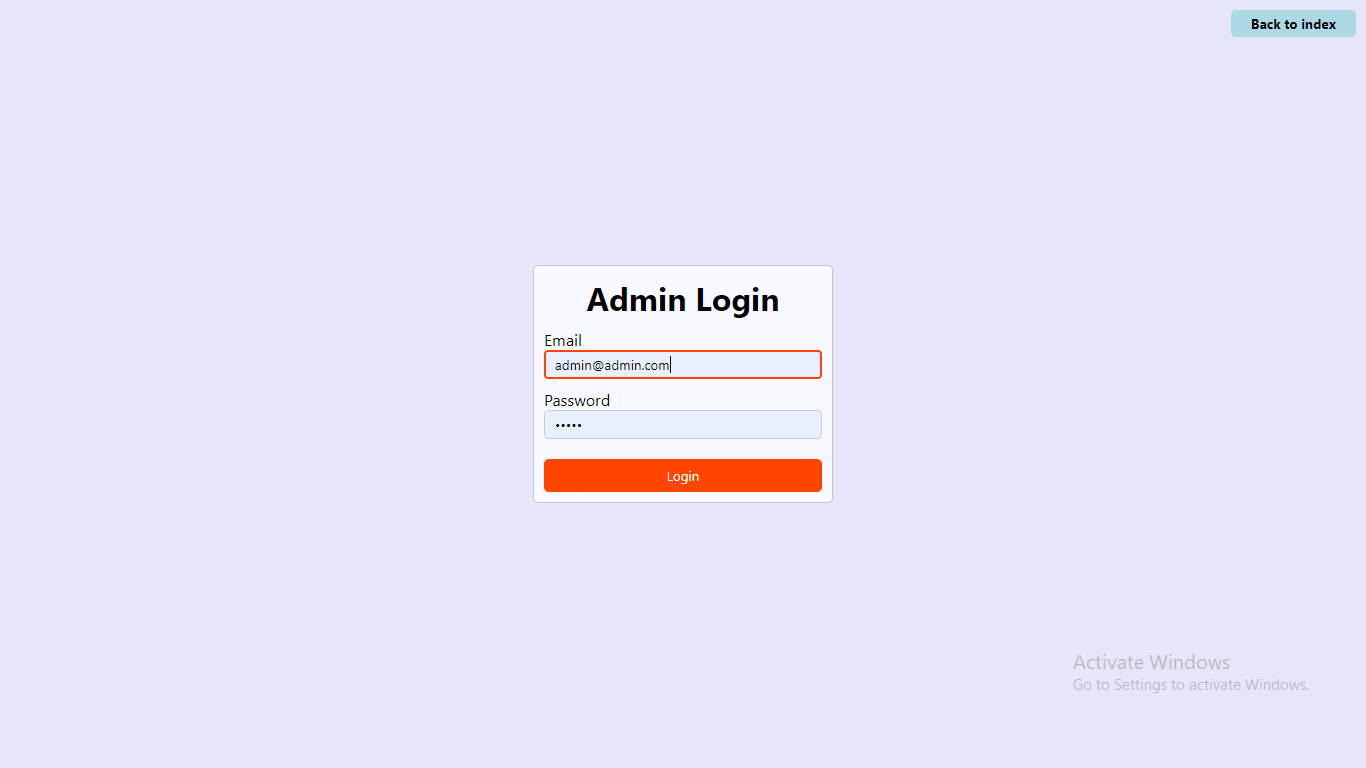 Back to index
Admin Login
Email
admin@admin.com
Password
•••••
Login
Activate Windows
Go to Settings to activate Windows.